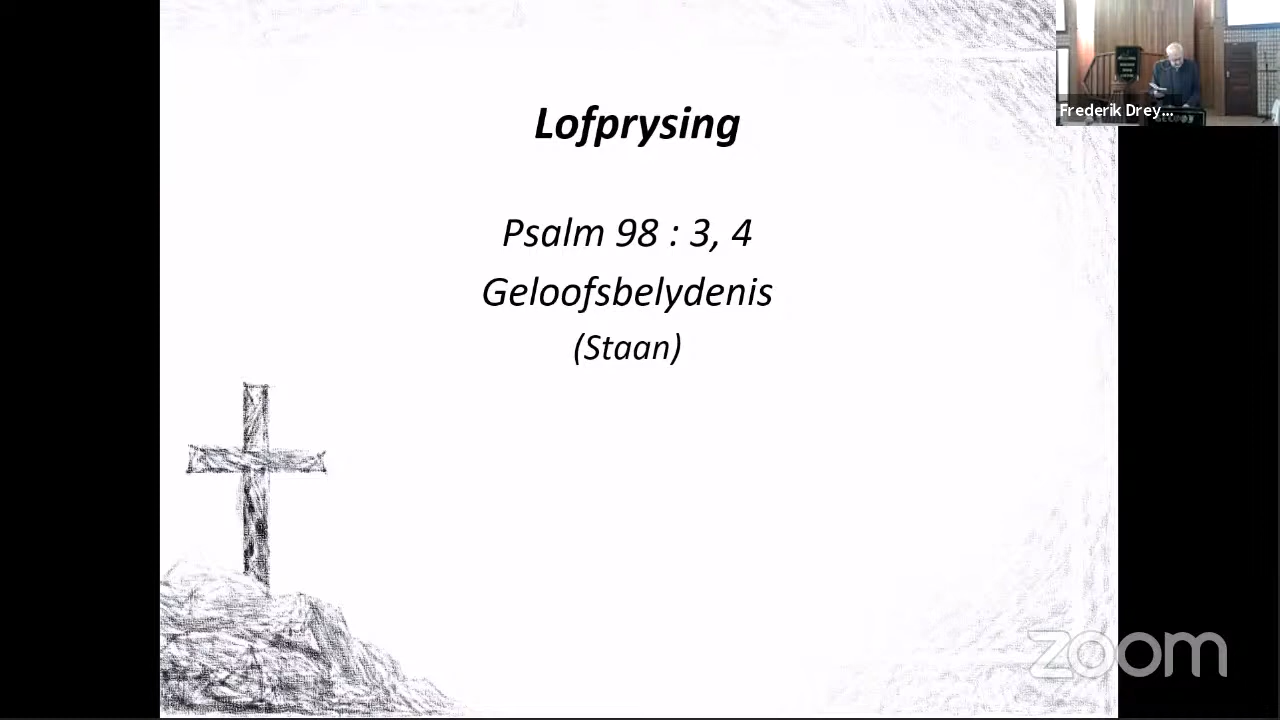 Lofprysing
Psalm 98 : 3, 4
Geloofsbelydenis
(Staan)
Frederik Drey...
zoom